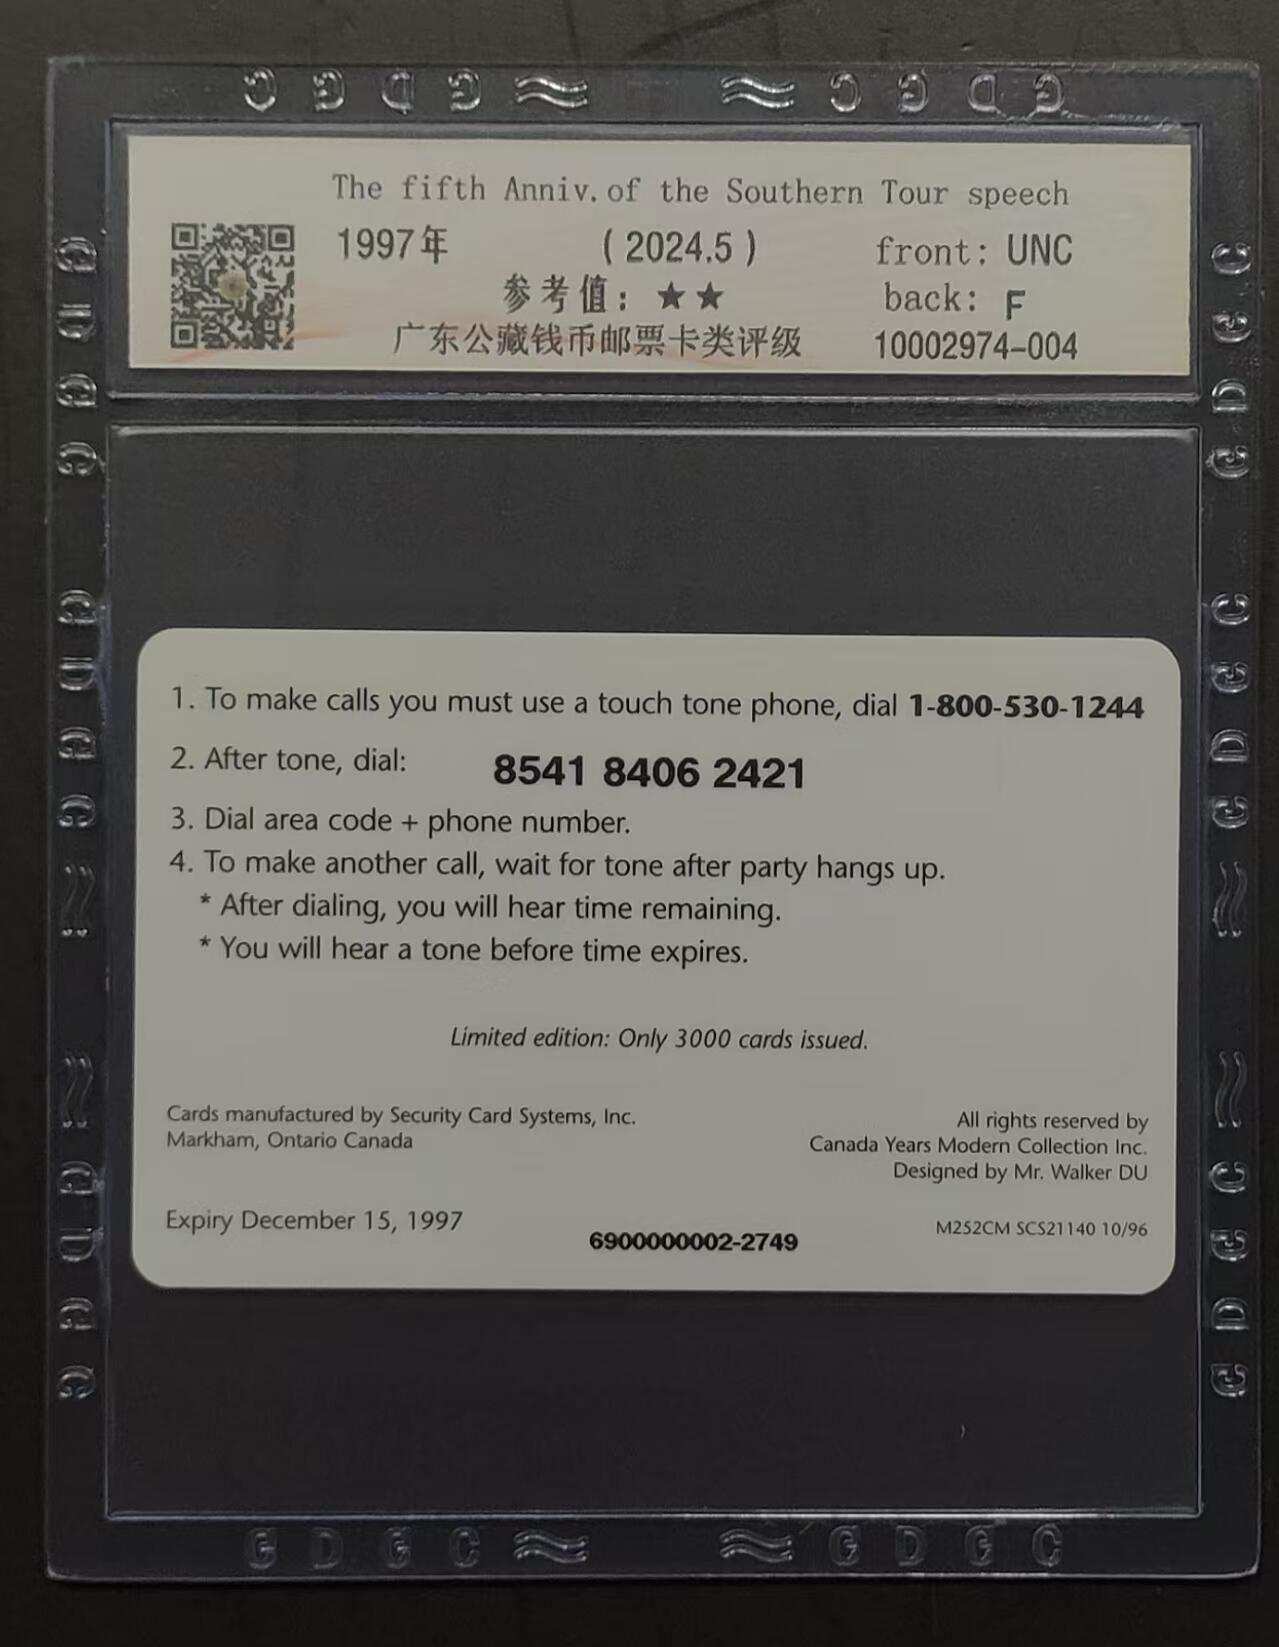 C G D G ≈ ≈ C G D G
The fifth Anniv. of the Southern Tour speech
1997年 (2024.5) front: UNC
参考值: ★★ back: F
广东公藏钱币邮票卡类评级 10002974-004
1. To make calls you must use a touch tone phone, dial 1-800-530-1244
2. After tone, dial: 8541 8406 2421
3. Dial area code + phone number.
4. To make another call, wait for tone after party hangs up.
* After dialing, you will hear time remaining.
* You will hear a tone before time expires.
Limited edition: Only 3000 cards issued.
Cards manufactured by Security Card Systems, Inc.
Markham, Ontario Canada
All rights reserved by
Canada Years Modern Collection Inc.
Designed by Mr. Walker DU
Expiry December 15, 1997
6900000002-2749
M252CM SCS21140 10/96
G D G C ≈ ≈ G D G C